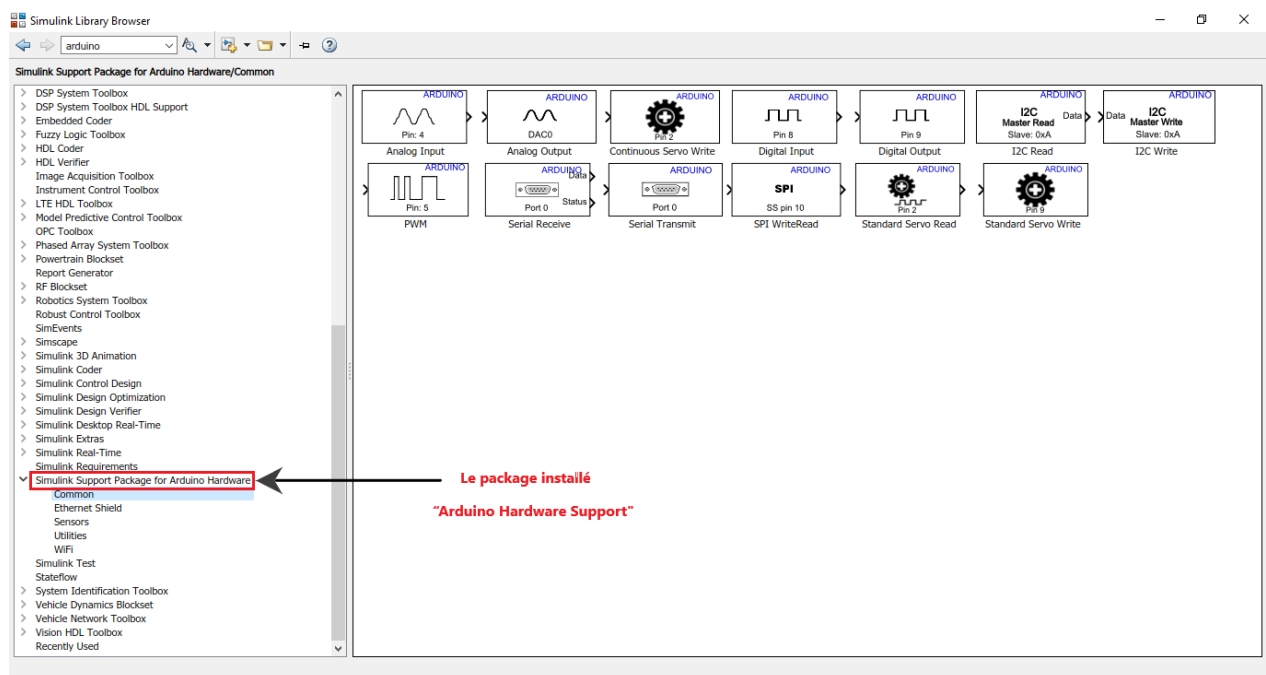 Simulink Library Browser
arduino
Simulink Support Package for Arduino Hardware/Common
DSP System Toolbox
DSP System Toolbox HDL Support
Embedded Coder
Fuzzy Logic Toolbox
HDL Coder
HDL Verifier
Image Acquisition Toolbox
Instrument Control Toolbox
LTE HDL Toolbox
Model Predictive Control Toolbox
OPC Toolbox
Phased Array System Toolbox
Powertrain Blockset
Report Generator
RF Blockset
Robotics System Toolbox
Robust Control Toolbox
SimEvents
Simscape
Simulink 3D Animation
Simulink Coder
Simulink Control Design
Simulink Design Optimization
Simulink Design Verifier
Simulink Desktop Real-Time
Simulink Extras
Simulink Real-Time
Simulink Requirements
Simulink Support Package for Arduino Hardware
Common
Ethernet Shield
Sensors
Utilities
WiFi
Simulink Test
Stateflow
System Identification Toolbox
Vehicle Dynamics Blockset
Vehicle Network Toolbox
Vision HDL Toolbox
Recently Used
ARDUINO
Pin: 4
Analog Input
ARDUINO
DAC0
Analog Output
ARDUINO
Pin 2
Continuous Servo Write
ARDUINO
Pin 8
Digital Input
ARDUINO
Pin 9
Digital Output
ARDUINO
I2C
Master Read
Data
Slave: 0xA
I2C Read
ARDUINO
Data
I2C
Master Write
Slave: 0xA
I2C Write
ARDUINO
Pin: 5
PWM
ARDUINO
Data
Port 0
Status
Serial Receive
ARDUINO
Port 0
Serial Transmit
ARDUINO
SPI
SS pin 10
SPI WriteRead
ARDUINO
Pin 2
Standard Servo Read
ARDUINO
Pin 9
Standard Servo Write
Le package installé
"Arduino Hardware Support"